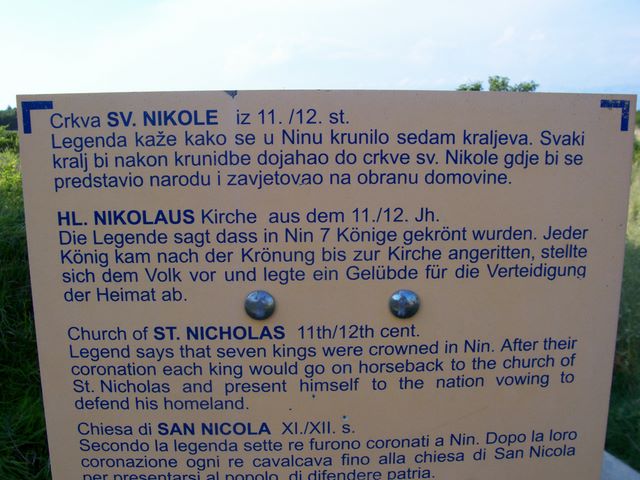 Crkva SV. NIKOLE iz 11. /12. st.
Legenda kaže kako se u Ninu krunilo sedam kraljeva. Svaki
kralj bi nakon krunidbe dojahao do crkve sv. Nikole gdje bi se
predstavio narodu i zavjetovao na obranu domovine.
HL. NIKOLAUS Kirche aus dem 11./12. Jh.
Die Legende sagt dass in Nin 7 Könige gekrönt wurden. Jeder
König kam nach der Krönung bis zur Kirche angeritten, stellte
sich dem Volk vor und legte ein Gelübde für die Verteidigung
der Heimat ab.
Church of ST. NICHOLAS 11th/12th cent.
Legend says that seven kings were crowned in Nin. After their
coronation each king would go on horseback to the church of
St. Nicholas and present himself to the nation vowing to
defend his homeland.
Chiesa di SAN NICOLA XI./XII. s.
Secondo la legenda sette re furono coronati a Nin. Dopo la loro
coronazione ogni re cavalcava fino alla chiesa di San Nicola
per presentarsi al popolo, di difendere patria.